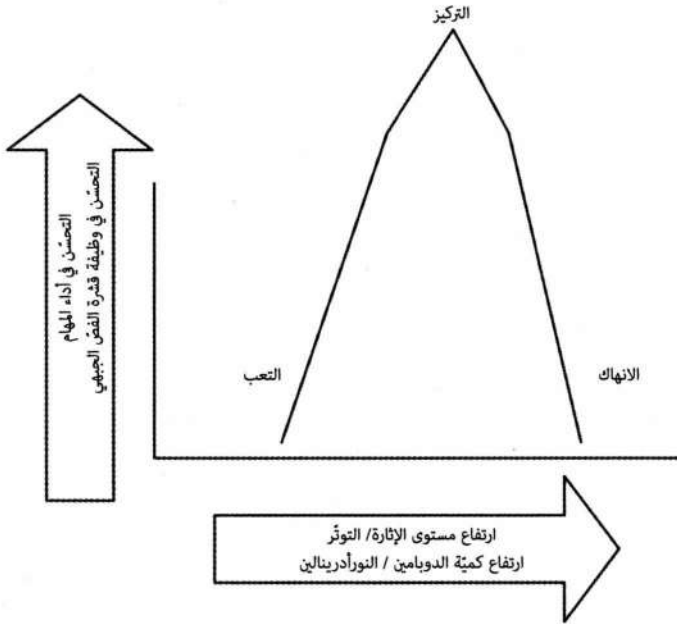 التركيز
التحسّن في أداء المهام
التحسّن في وظيفة قشرة الفصّ الجبهي
التعب
الانهاك
ارتفاع مستوى الإثارة/ التوتّر
ارتفاع كميّة الدوبامين / النورأدرينالين